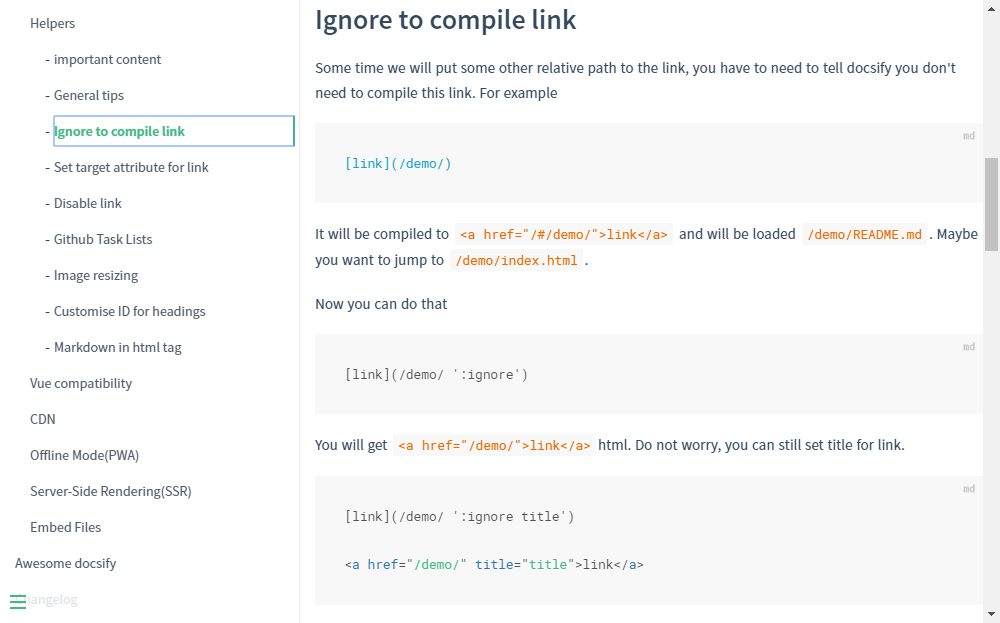 Helpers
- important content
- General tips
- Ignore to compile link
- Set target attribute for link
- Disable link
- Github Task Lists
- Image resizing
- Customise ID for headings
- Markdown in html tag
Vue compatibility
CDN
Offline Mode(PWA)
Server-Side Rendering(SSR)
Embed Files
Awesome docsify
Changelog
Ignore to compile link
Some time we will put some other relative path to the link, you have to need to tell docsify you don't
need to compile this link. For example
md
[link](/demo/)
It will be compiled to <a href="/#/demo/">link</a> and will be loaded /demo/README.md . Maybe
you want to jump to /demo/index.html .
Now you can do that
md
[link](/demo/ ':ignore')
You will get <a href="/demo/">link</a> html. Do not worry, you can still set title for link.
md
[link](/demo/ ':ignore title')
<a href="/demo/" title="title">link</a>